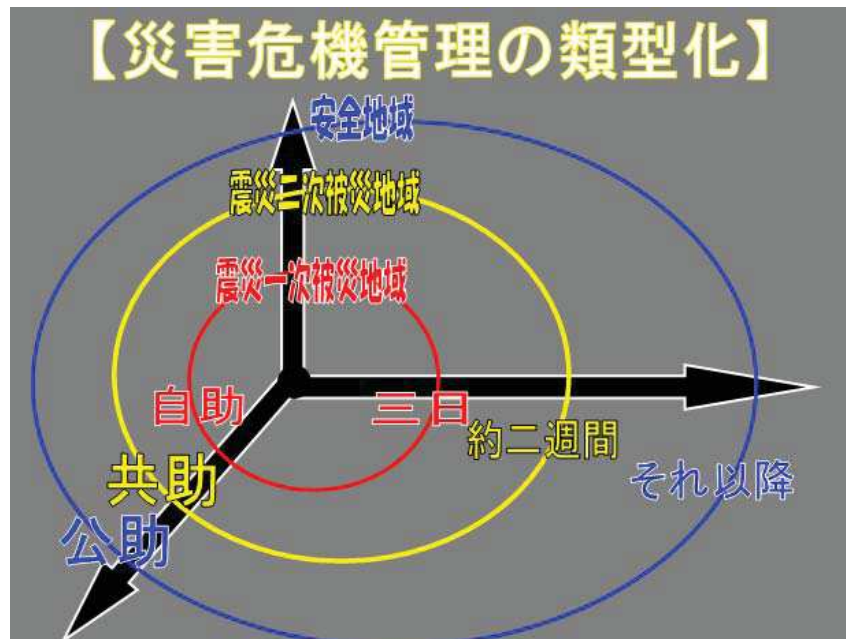 【災害危機管理の類型化】
安全地域
震災二次被災地域
震災一次被災地域
自助
三日
共助
約二週間
公助
それ以降